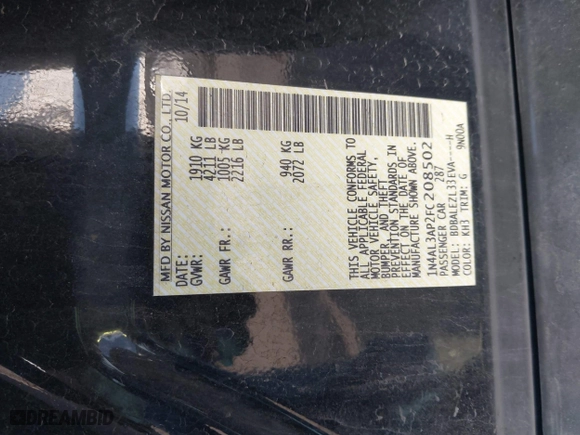 MFD BY NISSAN MOTOR CO.,LTD.
DATE: 10/14
GVWR: 1910 KG
4211 LB
GAWR FR.: 1005 KG
2216 LB
GAWR RR.: 940 KG
2072 LB
THIS VEHICLE CONFORMS TO
ALL APPLICABLE FEDERAL
MOTOR VEHICLE SAFETY,
BUMPER, AND THEFT
PREVENTION STANDARDS IN
EFFECT ON THE DATE OF
MANUFACTURE SHOWN ABOVE.
1N4AL3AP2FC208502
PASSENGER CAR 287
MODEL: BDBALEZL33EVA----H
COLOR: KH3 TRIM: G 9N00A
DREAMBID